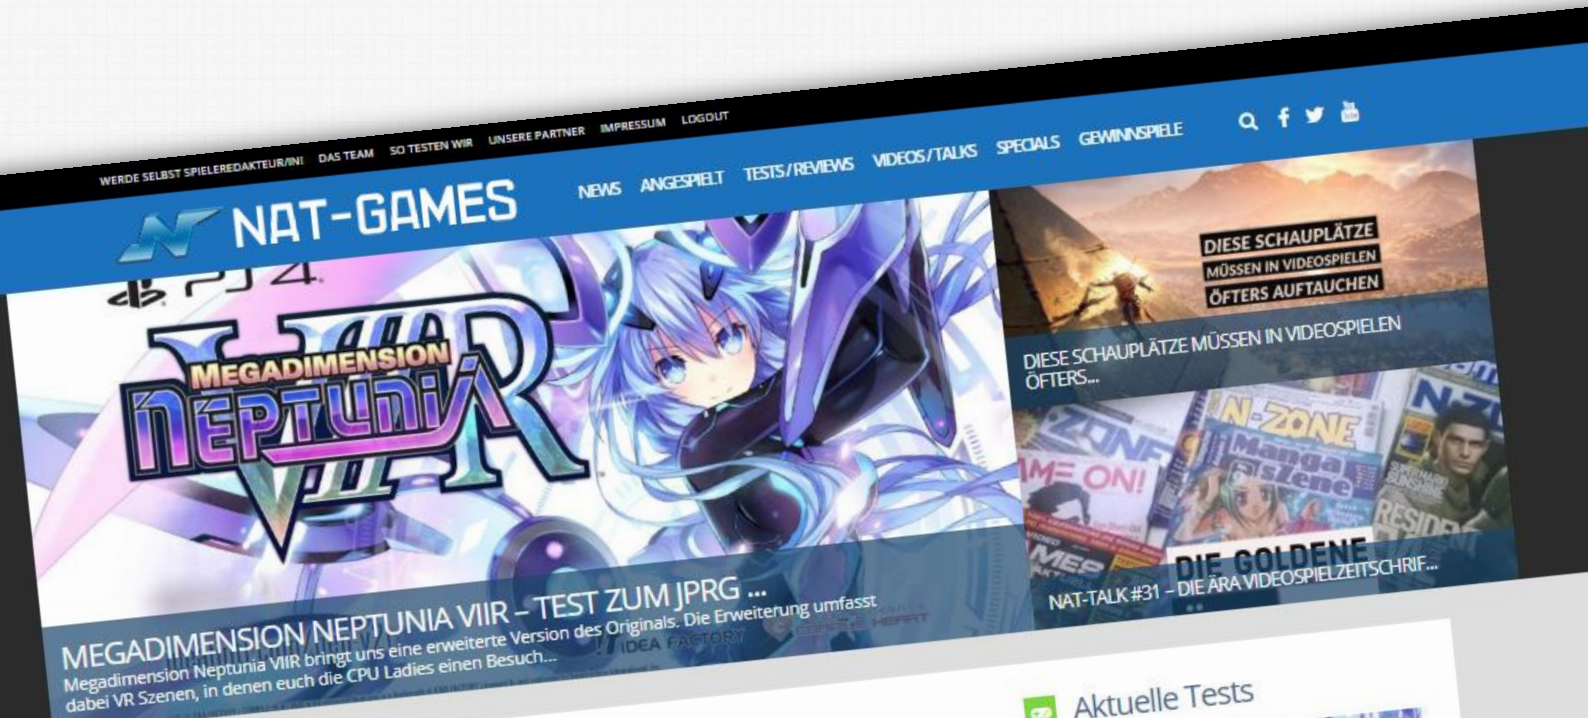 WERDE SELBST SPIELEREDAKTEUR/IN! DAS TEAM SO TESTEN WIR UNSERE PARTNER IMPRESSUM LOGOUT
NAT-GAMES
NEWS ANGESPIELT TESTS / REVIEWS VIDEOS / TALKS SPECIALS GEWINNSPIELE
PS4
MEGADIMENSION
NEPTUNIA
VIIR
MEGADIMENSION NEPTUNIA VIIR – TEST ZUM JPRG ...
Megadimension Neptunia VIIR bringt uns eine erweiterte Version des Originals. Die Erweiterung umfasst
dabei VR Szenen, in denen euch die CPU Ladies einen Besuch...
IDEA FACTORY
DIESE SCHAUPLÄTZE
MÜSSEN IN VIDEOSPIELEN
ÖFTERS AUFTAUCHEN
DIESE SCHAUPLÄTZE MÜSSEN IN VIDEOSPIELEN
ÖFTERS...
N-ZONE
Manga
sZene
AME ON!
RESIDENT
DIE GOLDENE
NAT-TALK #31 – DIE ÄRA VIDEOSPIELZEITSCHRIF...
Aktuelle Tests